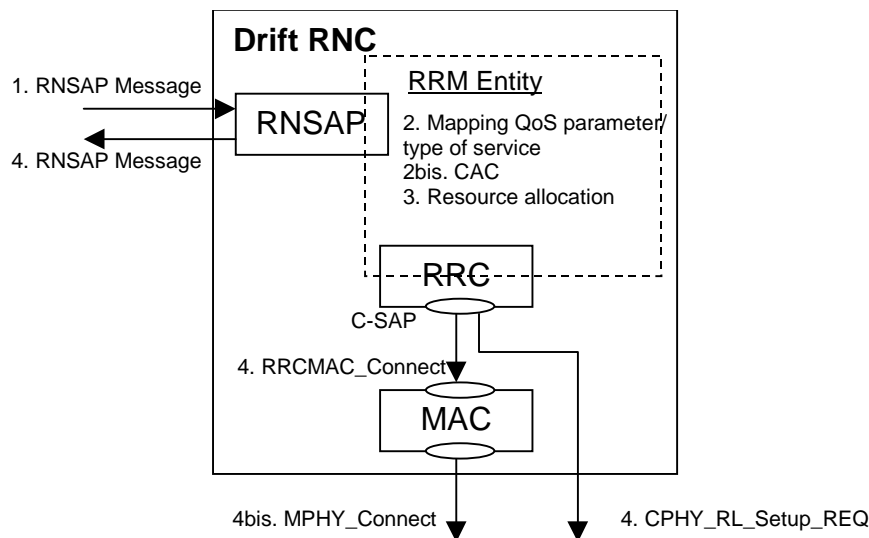 Drift RNC
RRM Entity
1. RNSAP Message
RNSAP
2. Mapping QoS parameter/
type of service
2bis. CAC
3. Resource allocation
4. RNSAP Message
RRC
C-SAP
4. RRCMAC_Connect
MAC
4bis. MPHY_Connect
4. CPHY_RL_Setup_REQ